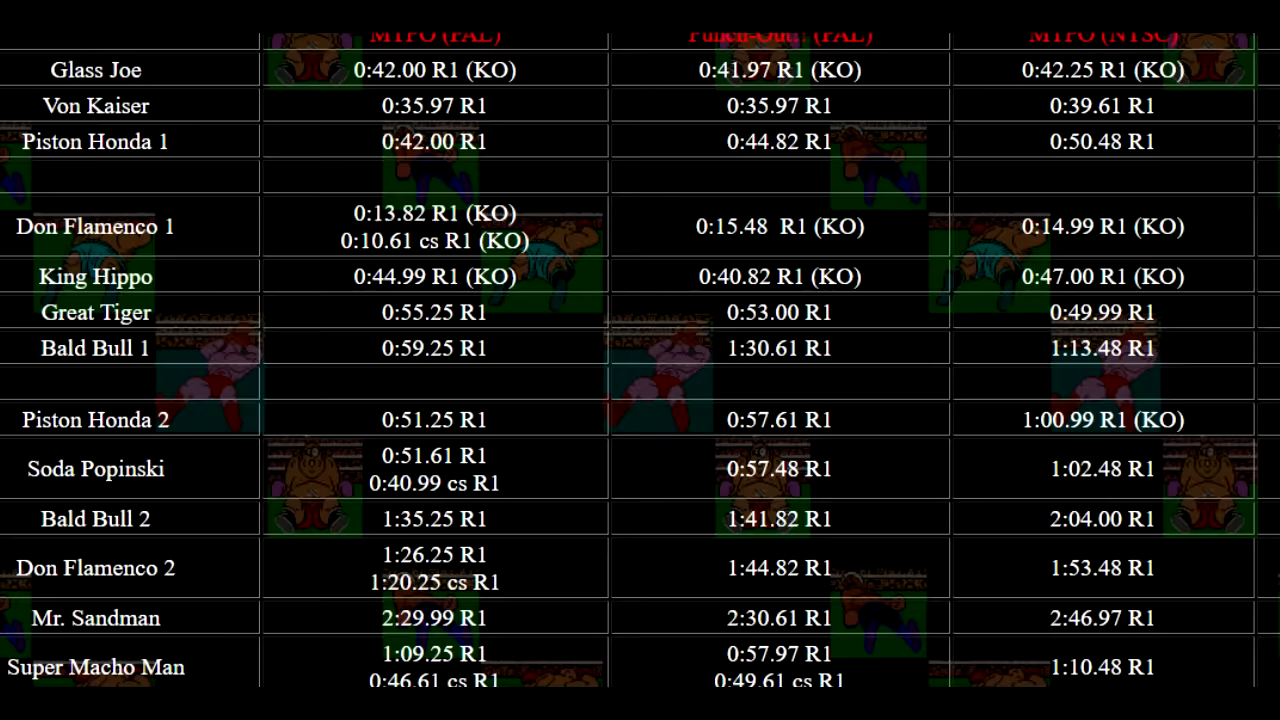 MTPO (PAL) Punch-Out!! (PAL) MTPO (NTSC)
Glass Joe 0:42.00 R1 (KO) 0:41.97 R1 (KO) 0:42.25 R1 (KO)
Von Kaiser 0:35.97 R1 0:35.97 R1 0:39.61 R1
Piston Honda 1 0:42.00 R1 0:44.82 R1 0:50.48 R1
Don Flamenco 1 0:13.82 R1 (KO) 0:15.48 R1 (KO) 0:14.99 R1 (KO)
0:10.61 cs R1 (KO)
King Hippo 0:44.99 R1 (KO) 0:40.82 R1 (KO) 0:47.00 R1 (KO)
Great Tiger 0:55.25 R1 0:53.00 R1 0:49.99 R1
Bald Bull 1 0:59.25 R1 1:30.61 R1 1:13.48 R1
Piston Honda 2 0:51.25 R1 0:57.61 R1 1:00.99 R1 (KO)
Soda Popinski 0:51.61 R1 0:57.48 R1 1:02.48 R1
0:40.99 cs R1
Bald Bull 2 1:35.25 R1 1:41.82 R1 2:04.00 R1
Don Flamenco 2 1:26.25 R1 1:44.82 R1 1:53.48 R1
1:20.25 cs R1
Mr. Sandman 2:29.99 R1 2:30.61 R1 2:46.97 R1
Super Macho Man 1:09.25 R1 0:57.97 R1 1:10.48 R1
0:46.61 cs R1 0:49.61 cs R1